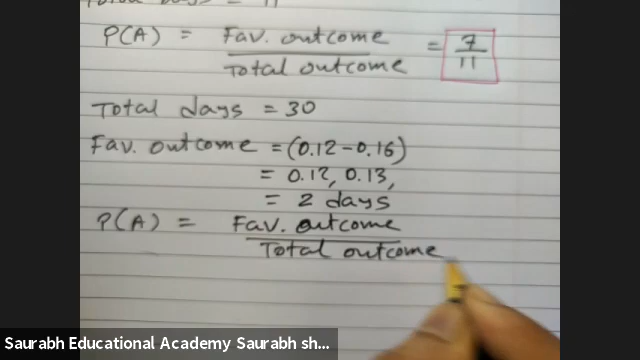 P(A) = Fav. outcome / Total outcome = 7/11
Total days = 30
Fav. outcome = (0.12 - 0.16)
= 0.12, 0.13,
= 2 days
P(A) = Fav. outcome / Total outcome
Saurabh Educational Academy Saurabh sh...